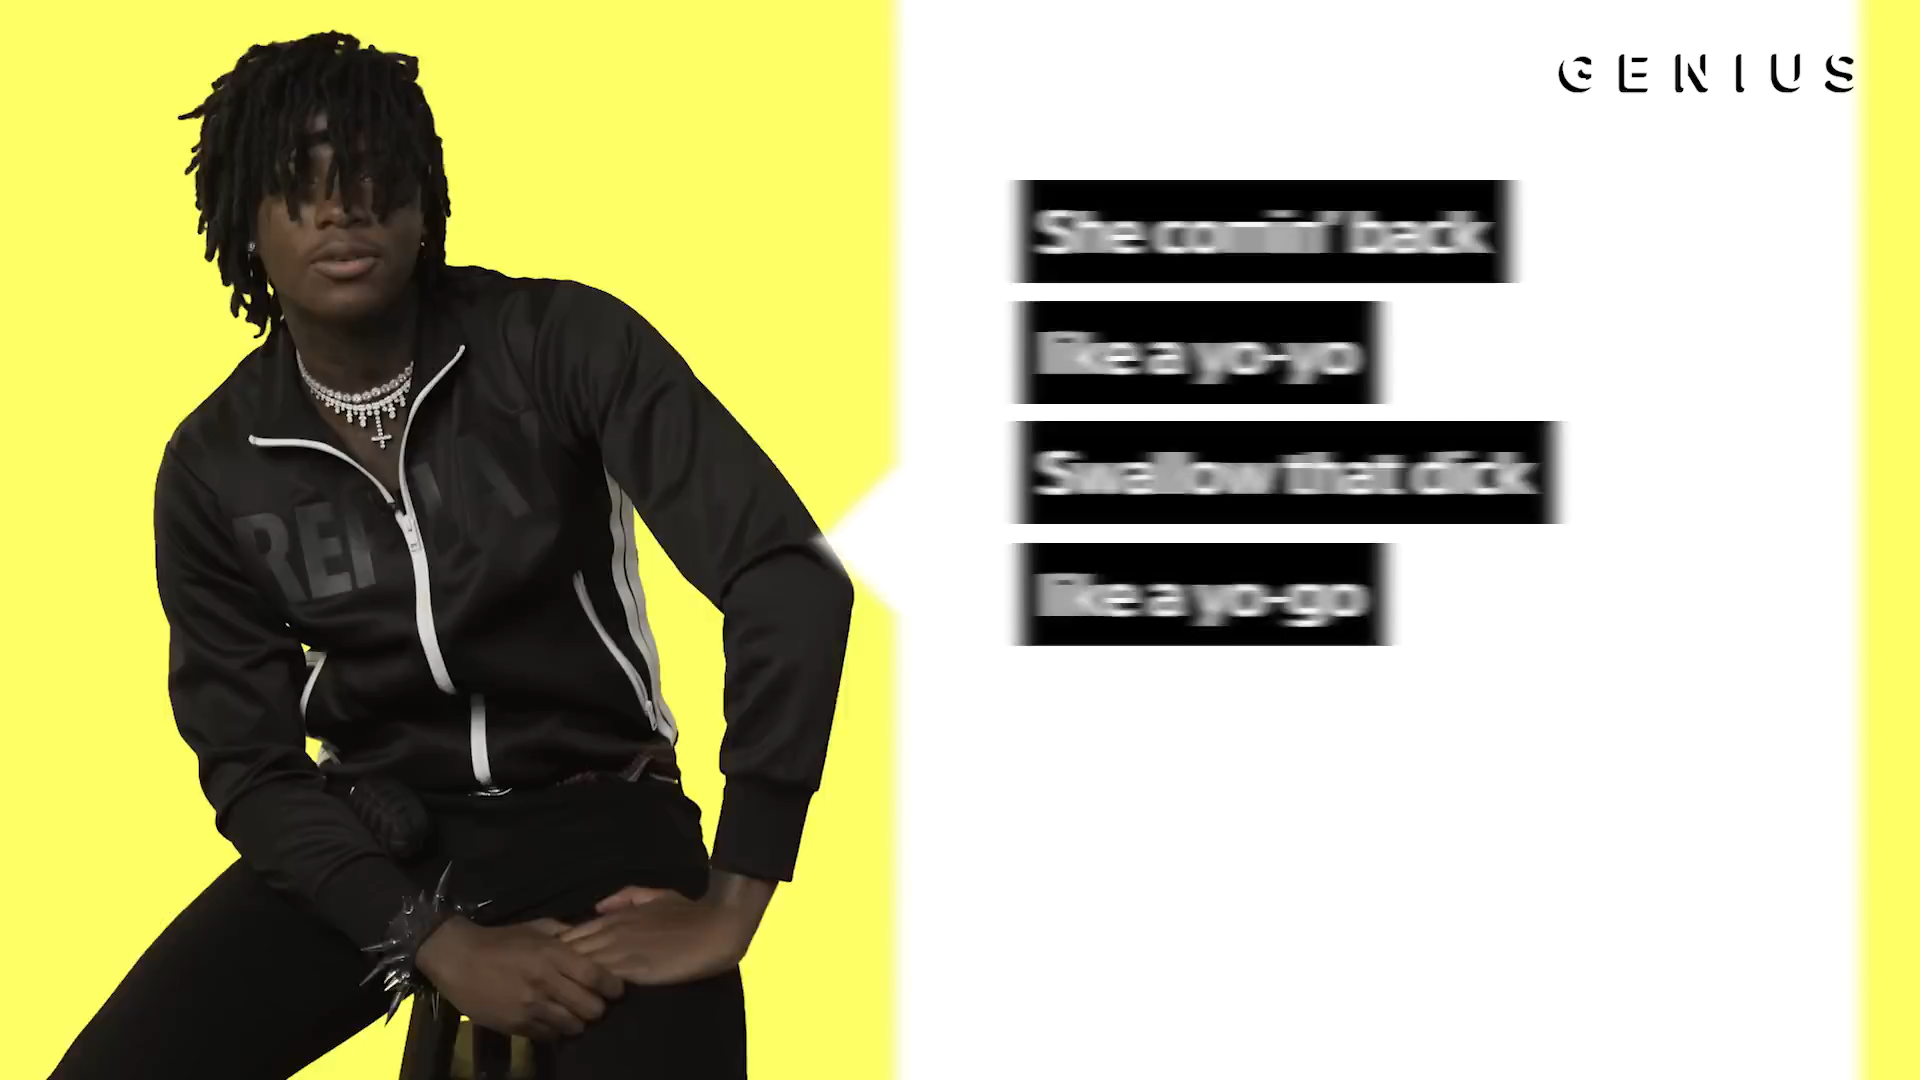 GENIUS
She comin' back
like a yo-yo
Swallow that dick
like a yo-go